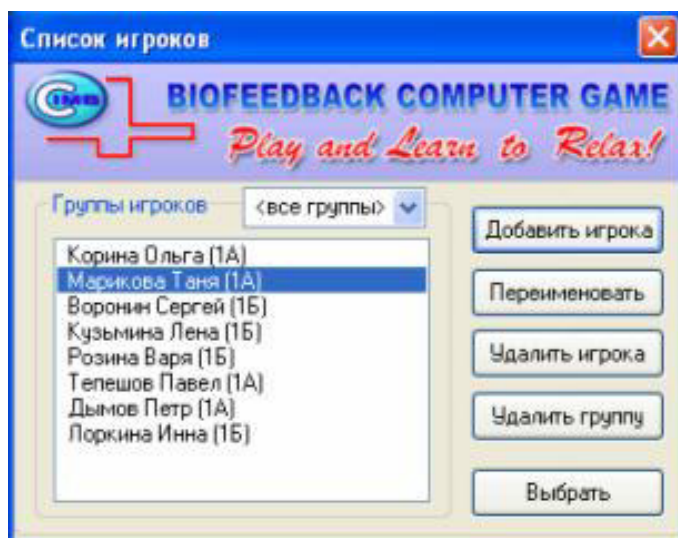 Список игроков
CIMB
BIOFEEDBACK COMPUTER GAME
Play and Learn to Relax!
Группы игроков
<все группы>
Корина Ольга (1А)
Марикова Таня (1А)
Воронин Сергей (1Б)
Кузьмина Лена (1Б)
Розина Варя (1Б)
Тепешов Павел (1А)
Дымов Петр (1А)
Лоркина Инна (1Б)
Добавить игрока
Переименовать
Удалить игрока
Удалить группу
Выбрать